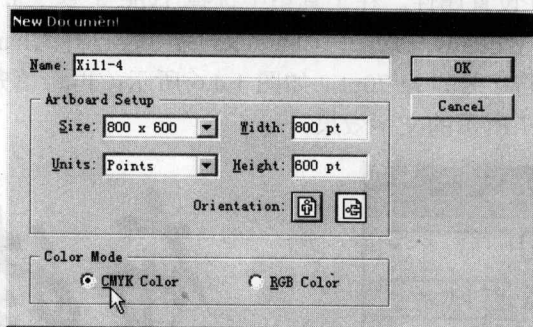 New Document
Name: Xil1-4
OK
Artboard Setup
Cancel
Size: 800 x 600 Width: 800 pt
Units: Points Height: 600 pt
Orientation:
Color Mode
CMYK Color RGB Color